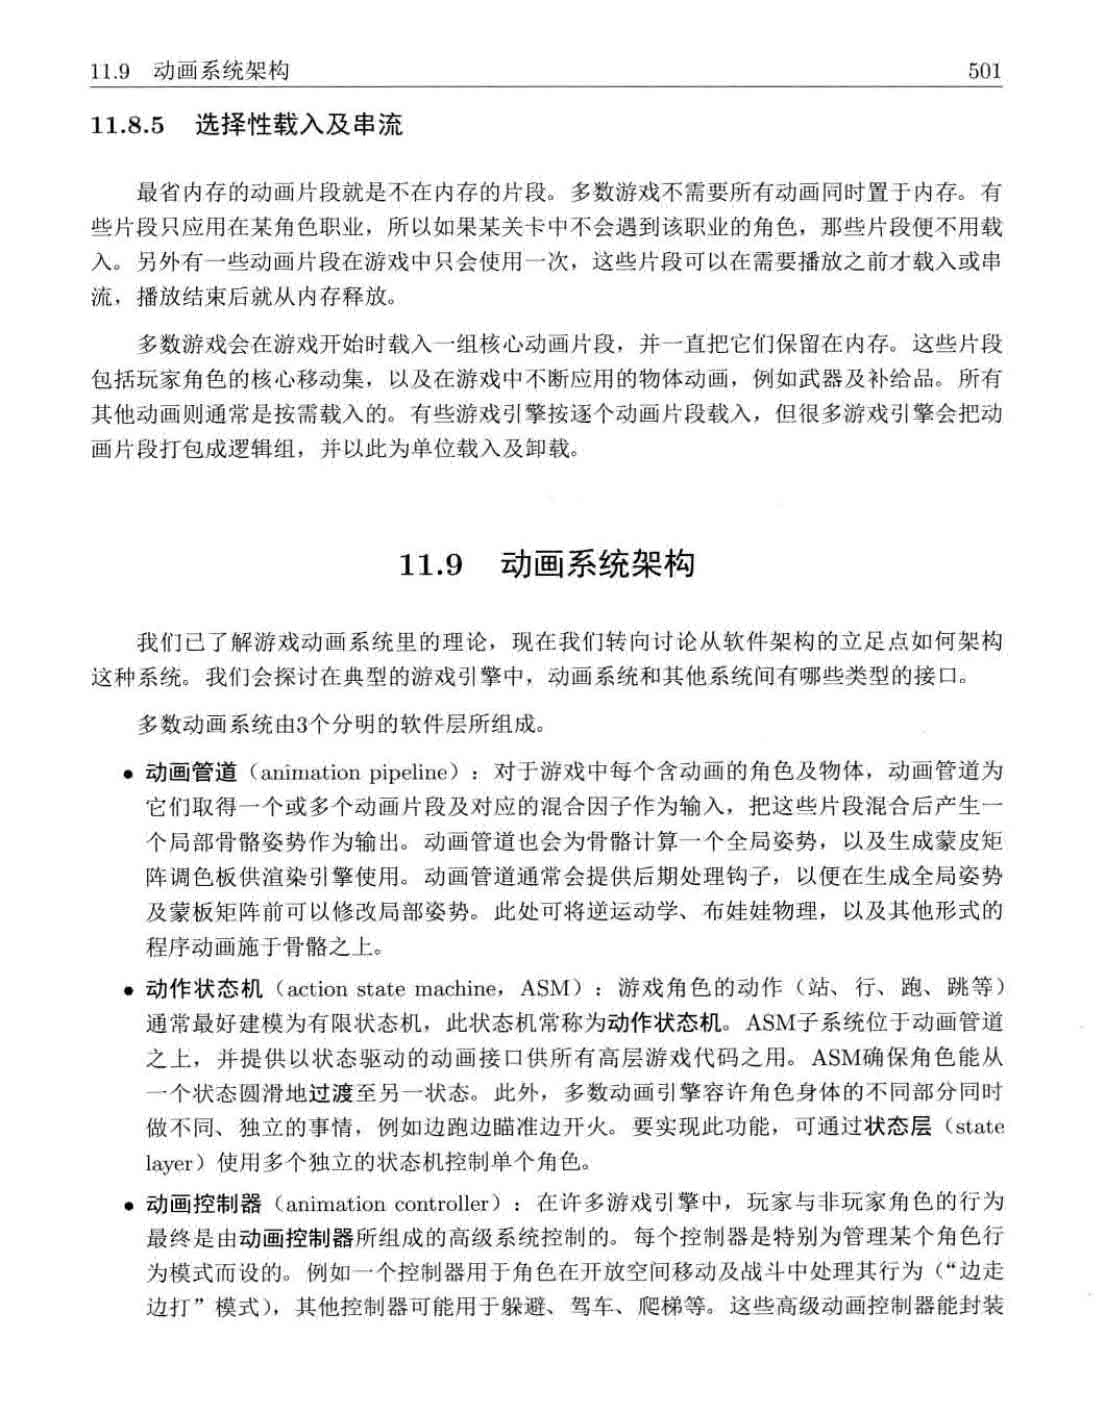 11.9 动画系统架构 501
11.8.5 选择性载入及串流
最省内存的动画片段就是不在内存的片段。多数游戏不需要所有动画同时置于内存。有
些片段只应用在某角色职业，所以如果某关卡中不会遇到该职业的角色，那些片段便不用载
入。另外有一些动画片段在游戏中只会使用一次，这些片段可以在需要播放之前才载入或串
流，播放结束后就从内存释放。
多数游戏会在游戏开始时载入一组核心动画片段，并一直把它们保留在内存。这些片段
包括玩家角色的核心移动集，以及在游戏中不断应用的物体动画，例如武器及补给品。所有
其他动画则通常是按需载入的。有些游戏引擎按逐个动画片段载入，但很多游戏引擎会把动
画片段打包成逻辑组，并以此为单位载入及卸载。
11.9 动画系统架构
我们已了解游戏动画系统里的理论，现在我们转向讨论从软件架构的立足点如何架构
这种系统。我们会探讨在典型的游戏引擎中，动画系统和其他系统间有哪些类型的接口。
多数动画系统由3个分明的软件层所组成。
• 动画管道（animation pipeline）：对于游戏中每个含动画的角色及物体，动画管道为
它们取得一个或多个动画片段及对应的混合因子作为输入，把这些片段混合后产生一
个局部骨骼姿势作为输出。动画管道也会为骨骼计算一个全局姿势，以及生成蒙皮矩
阵调色板供渲染引擎使用。动画管道通常会提供后期处理钩子，以便在生成全局姿势
及蒙板矩阵前可以修改局部姿势。此处可将逆运动学、布娃娃物理，以及其他形式的
程序动画施于骨骼之上。
• 动作状态机（action state machine，ASM）：游戏角色的动作（站、行、跑、跳等）
通常最好建模为有限状态机，此状态机常称为动作状态机。ASM子系统位于动画管道
之上，并提供以状态驱动的动画接口供所有高层游戏代码之用。ASM确保角色能从
一个状态圆滑地过渡至另一状态。此外，多数动画引擎容许角色身体的不同部分同时
做不同、独立的事情，例如边跑边瞄准边开火。要实现此功能，可通过状态层（state
layer）使用多个独立的状态机控制单个角色。
• 动画控制器（animation controller）：在许多游戏引擎中，玩家与非玩家角色的行为
最终是由动画控制器所组成的高级系统控制的。每个控制器是特别为管理某个角色行
为模式而设的。例如一个控制器用于角色在开放空间移动及战斗中处理其行为（“边走
边打”模式），其他控制器可能用于躲避、驾车、爬梯等。这些高级动画控制器能封装